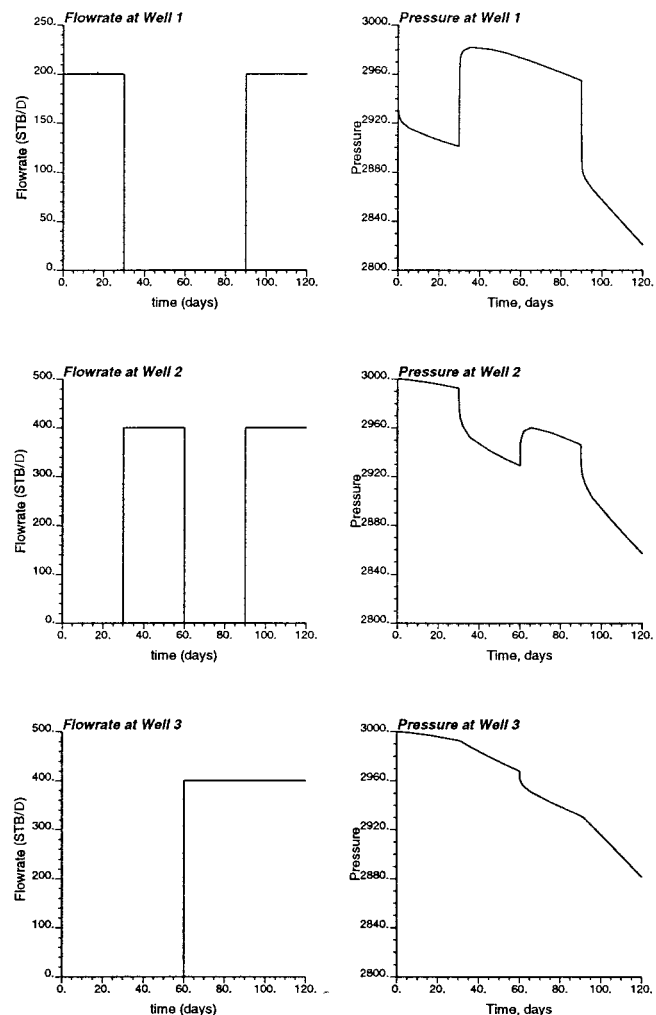 Flowrate at Well 1
250.
200.
150.
100.
50.
0.
Flowrate (STB/D)
0. 20. 40. 60. 80. 100. 120.
time (days)
Pressure at Well 1
3000.
2960.
2920.
2880.
2840.
2800.
Pressure
0. 20. 40. 60. 80. 100. 120.
Time, days
Flowrate at Well 2
500.
400.
300.
200.
100.
0.
Flowrate (STB/D)
0. 20. 40. 60. 80. 100. 120.
time (days)
Pressure at Well 2
3000.
2960.
2920.
2880.
2840.
2800.
Pressure
0. 20. 40. 60. 80. 100. 120.
Time, days
Flowrate at Well 3
500.
400.
300.
200.
100.
0.
Flowrate (STB/D)
0. 20. 40. 60. 80. 100. 120.
time (days)
Pressure at Well 3
3000.
2960.
2920.
2880.
2840.
2800.
Pressure
0. 20. 40. 60. 80. 100. 120.
Time, days